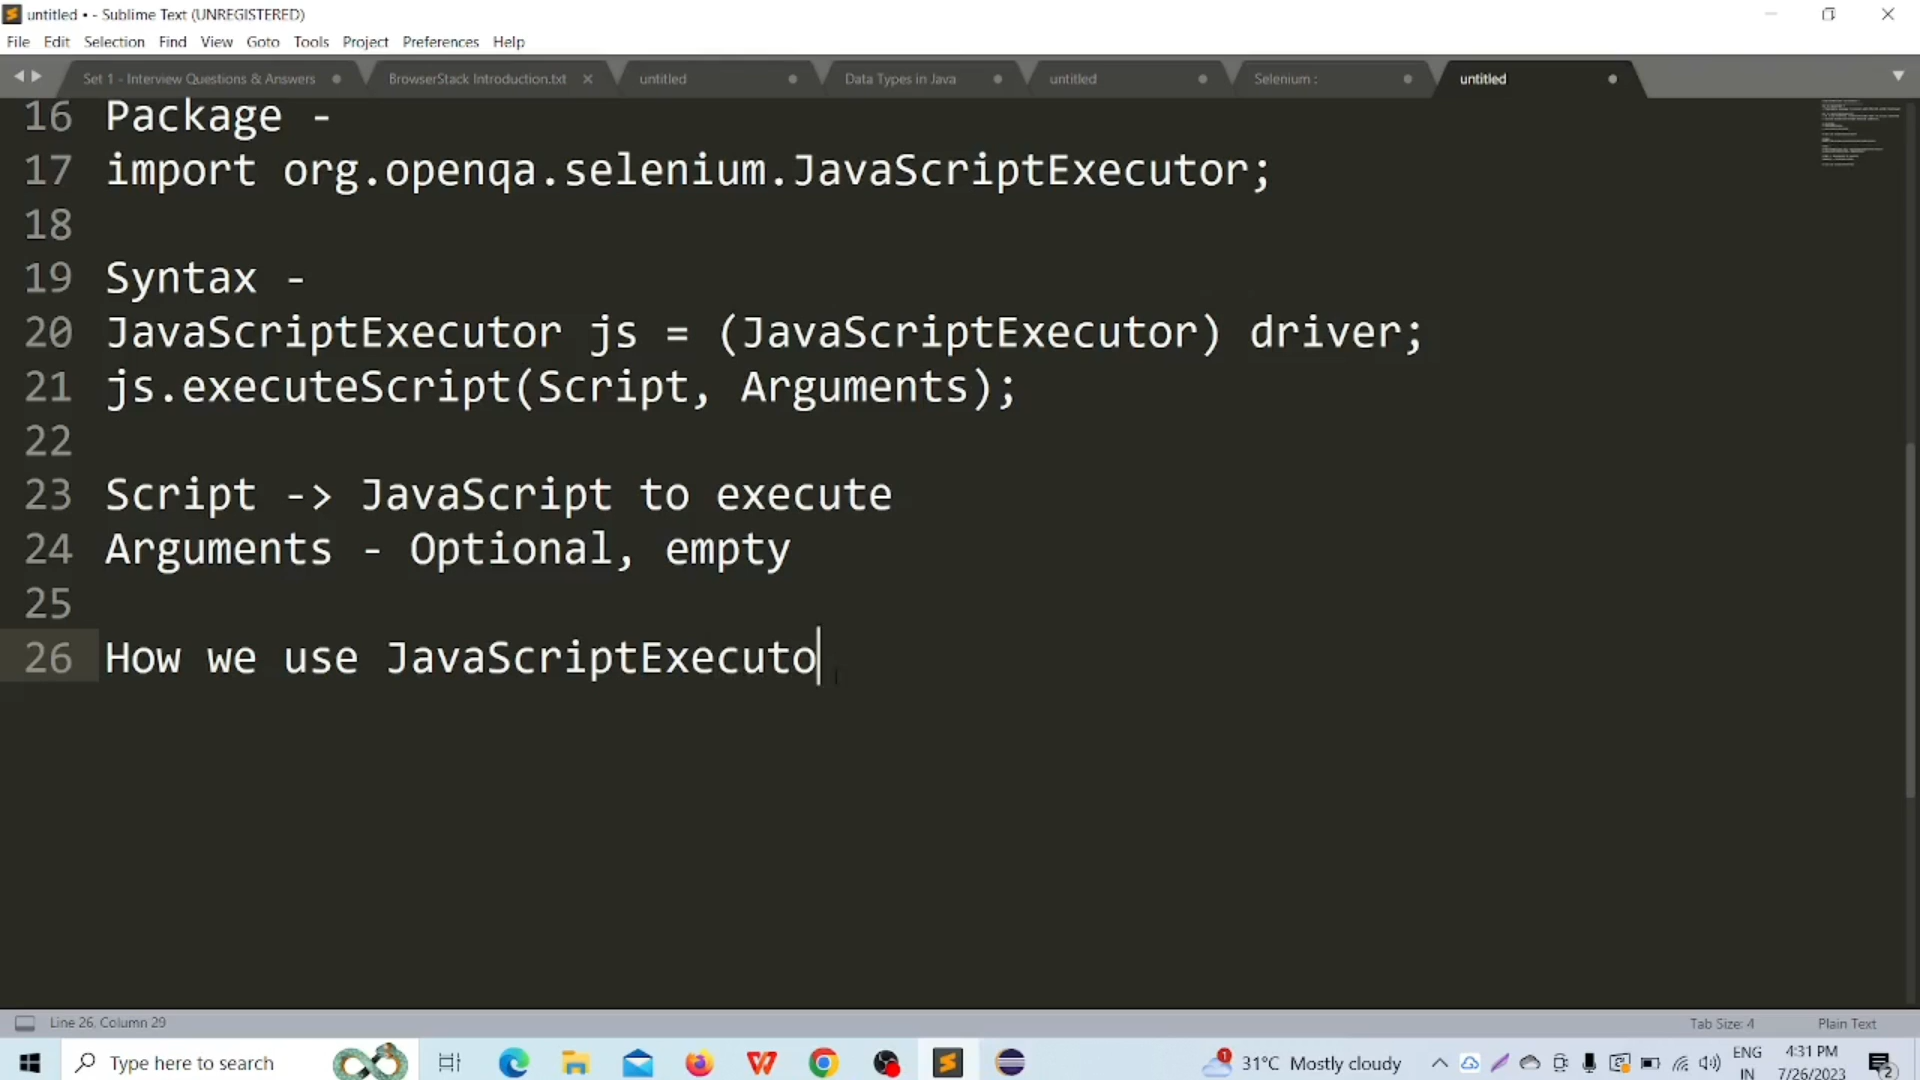 untitled • - Sublime Text (UNREGISTERED)
File Edit Selection Find View Goto Tools Project Preferences Help
Set 1 - Interview Questions & Answers BrowserStack Introduction.txt untitled Data Types in Java untitled Selenium : untitled
16 Package -
17 import org.openqa.selenium.JavaScriptExecutor;
18
19 Syntax -
20 JavaScriptExecutor js = (JavaScriptExecutor) driver;
21 js.executeScript(Script, Arguments);
22
23 Script -> JavaScript to execute
24 Arguments - Optional, empty
25
26 How we use JavaScriptExecuto
Line 26, Column 29 Tab Size: 4 Plain Text
Type here to search 1 31°C Mostly cloudy ENG 4:31 PM
IN 7/26/2023 2